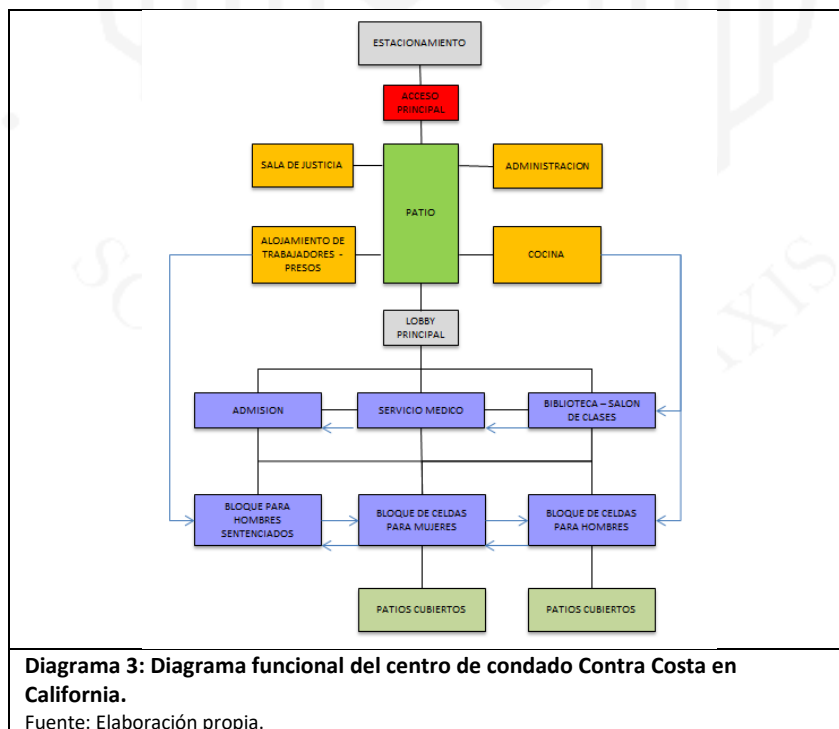 ESTACIONAMIENTO
ACCESO
PRINCIPAL
SALA DE JUSTICIA
ADMINISTRACION
PATIO
ALOJAMIENTO DE
TRABAJADORES -
PRESOS
COCINA
LOBBY
PRINCIPAL
ADMISION
SERVICIO MEDICO
BIBLIOTECA – SALON
DE CLASES
BLOQUE PARA
HOMBRES
SENTENCIADOS
BLOQUE DE CELDAS
PARA MUJERES
BLOQUE DE CELDAS
PARA HOMBRES
PATIOS CUBIERTOS
PATIOS CUBIERTOS
Diagrama 3: Diagrama funcional del centro de condado Contra Costa en
California.
Fuente: Elaboración propia.